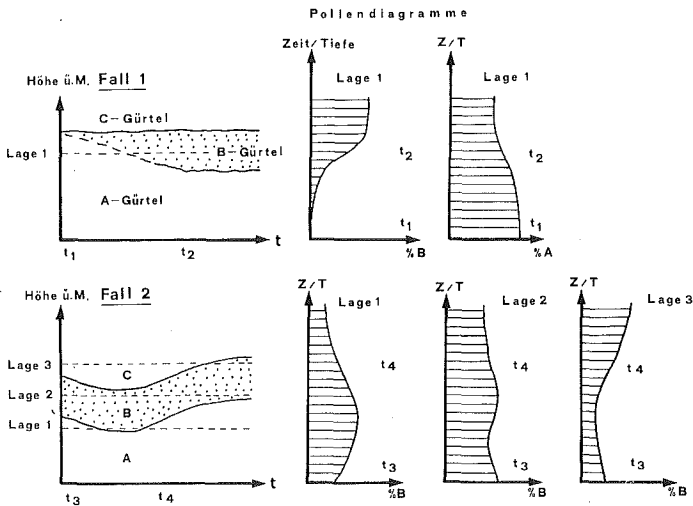 Pollendiagramme
Höhe ü.M. Fall 1
C-Gürtel
Lage 1
B-Gürtel
A-Gürtel
t
t1
t2
Zeit/Tiefe
Lage 1
t2
t1
%B
Z/T
Lage 1
t2
t1
%A
Höhe ü.M. Fall 2
Lage 3
C
Lage 2
B
Lage 1
A
t
t3
t4
Z/T
Lage 1
t4
t3
%B
Z/T
Lage 2
t4
t3
%B
Z/T
Lage 3
t4
t3
%B